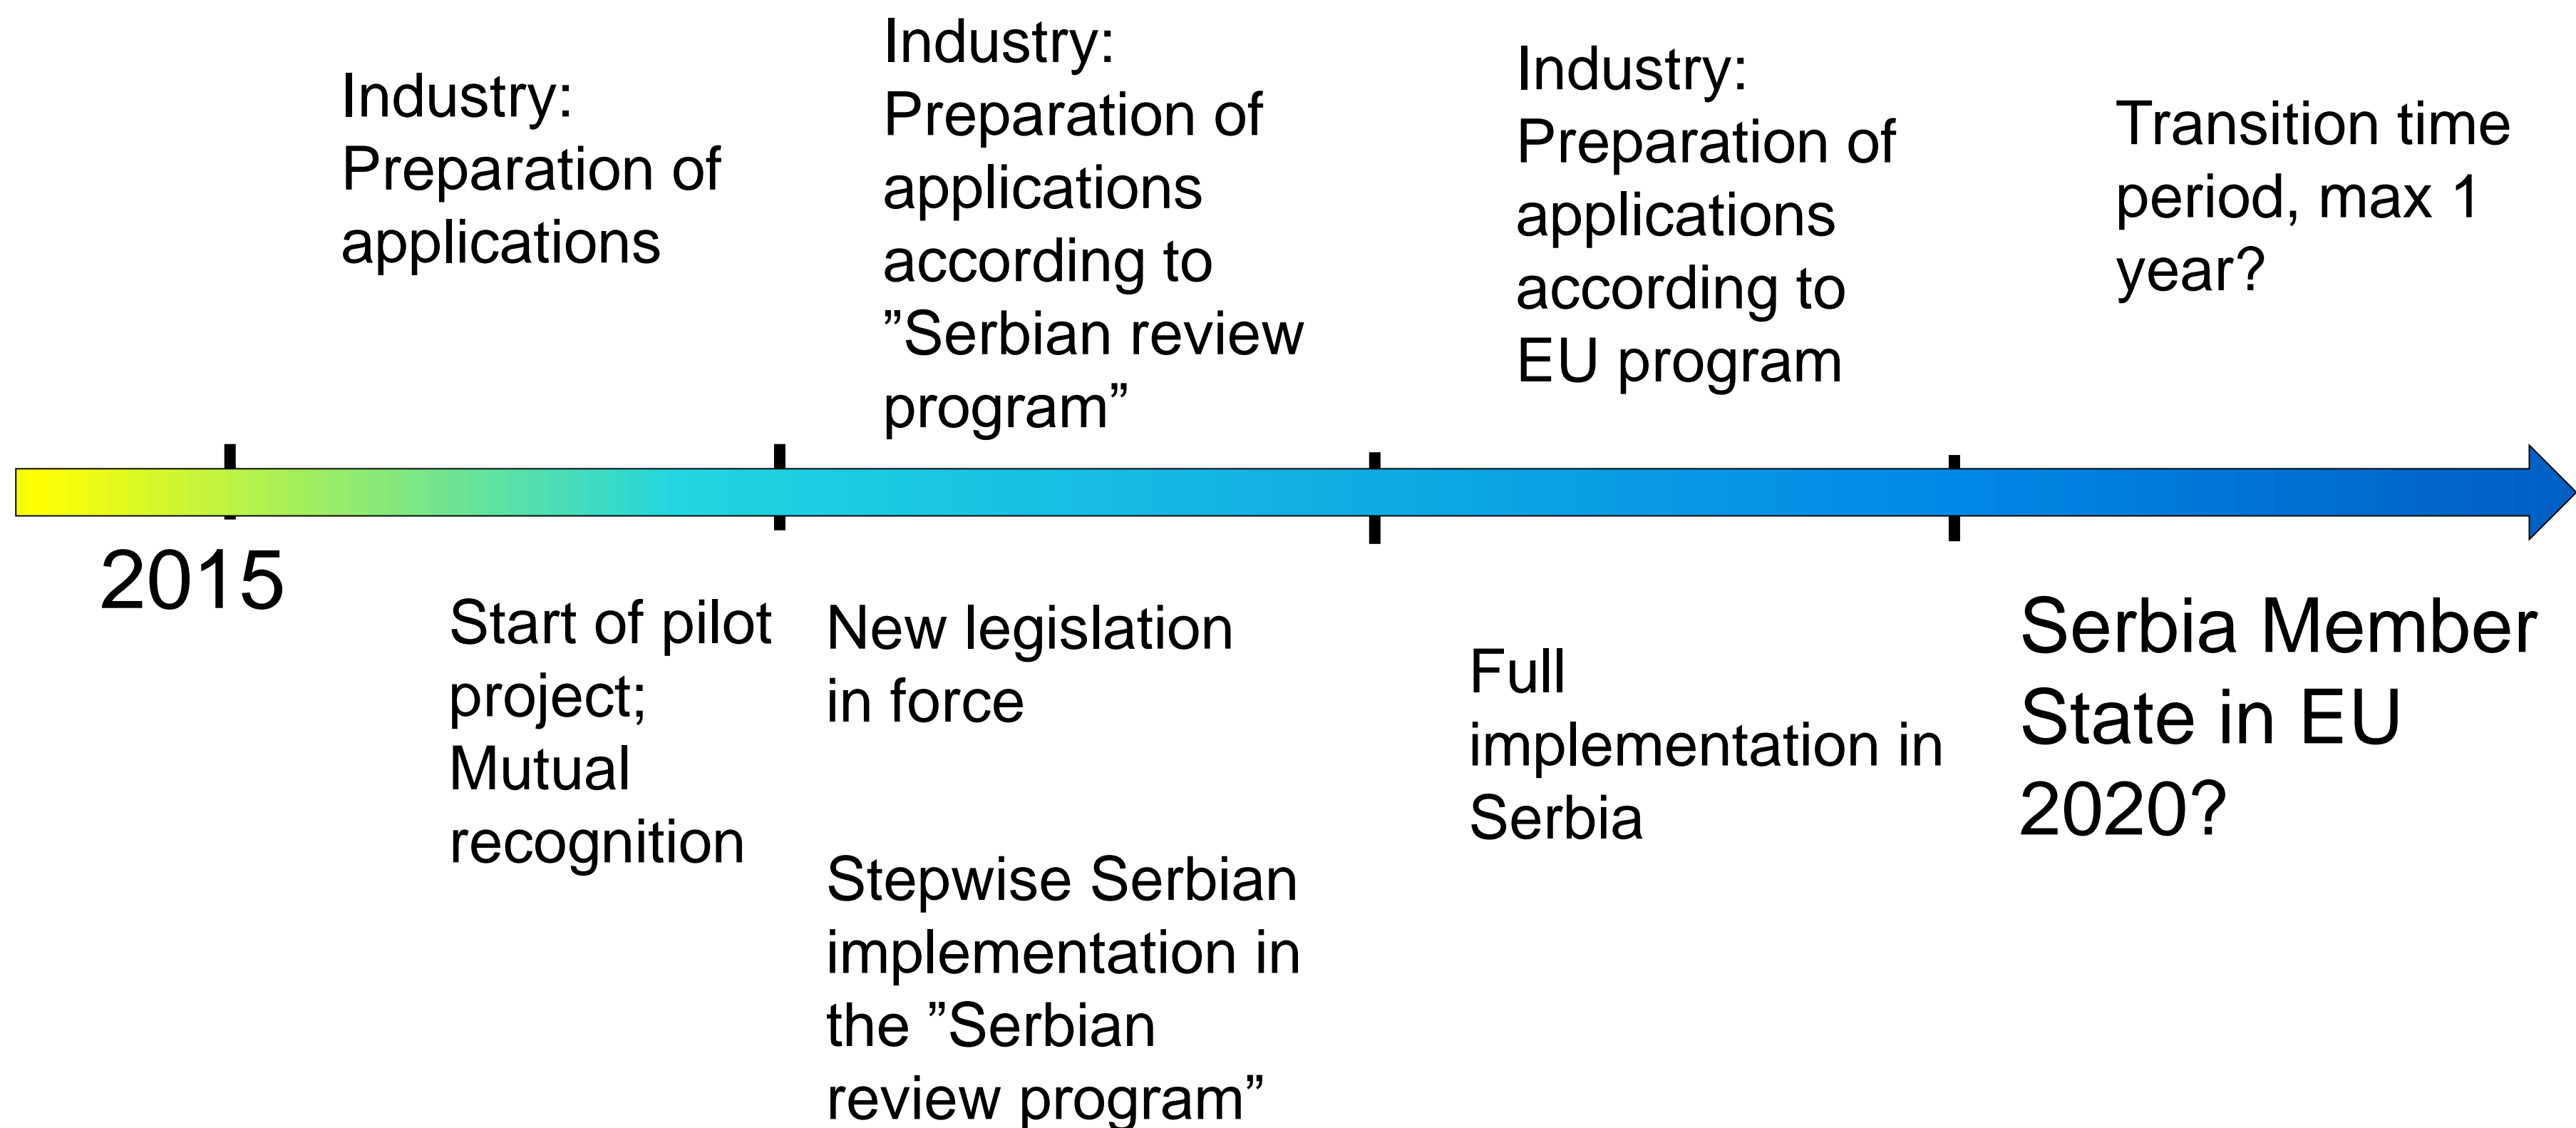 Industry:
Preparation of
applications
Industry:
Preparation of
applications
according to
”Serbian review
program”
Industry:
Preparation of
applications
according to
EU program
Transition time
period, max 1
year?
2015
Start of pilot
project;
Mutual
recognition
New legislation
in force
Stepwise Serbian
implementation in
the ”Serbian
review program”
Full
implementation in
Serbia
Serbia Member
State in EU
2020?